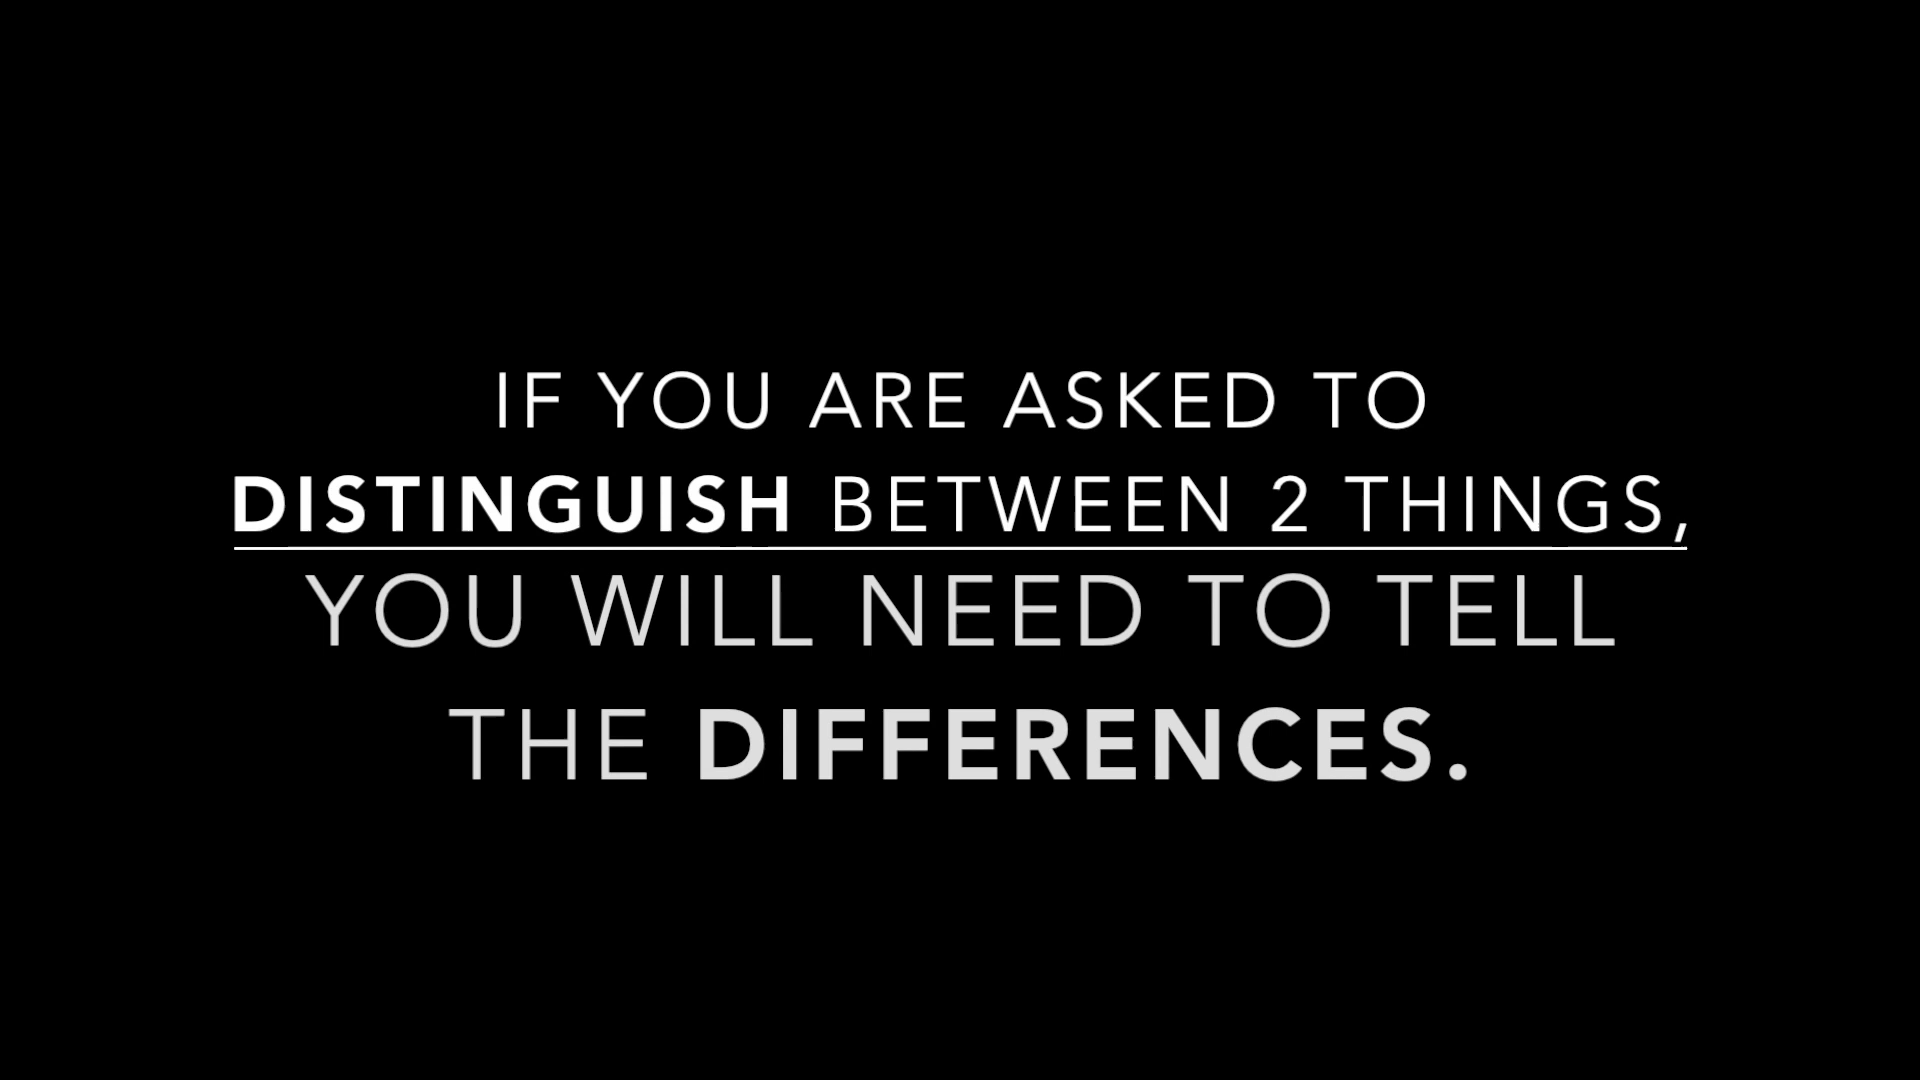 IF YOU ARE ASKED TO
DISTINGUISH BETWEEN 2 THINGS,
YOU WILL NEED TO TELL
THE DIFFERENCES.